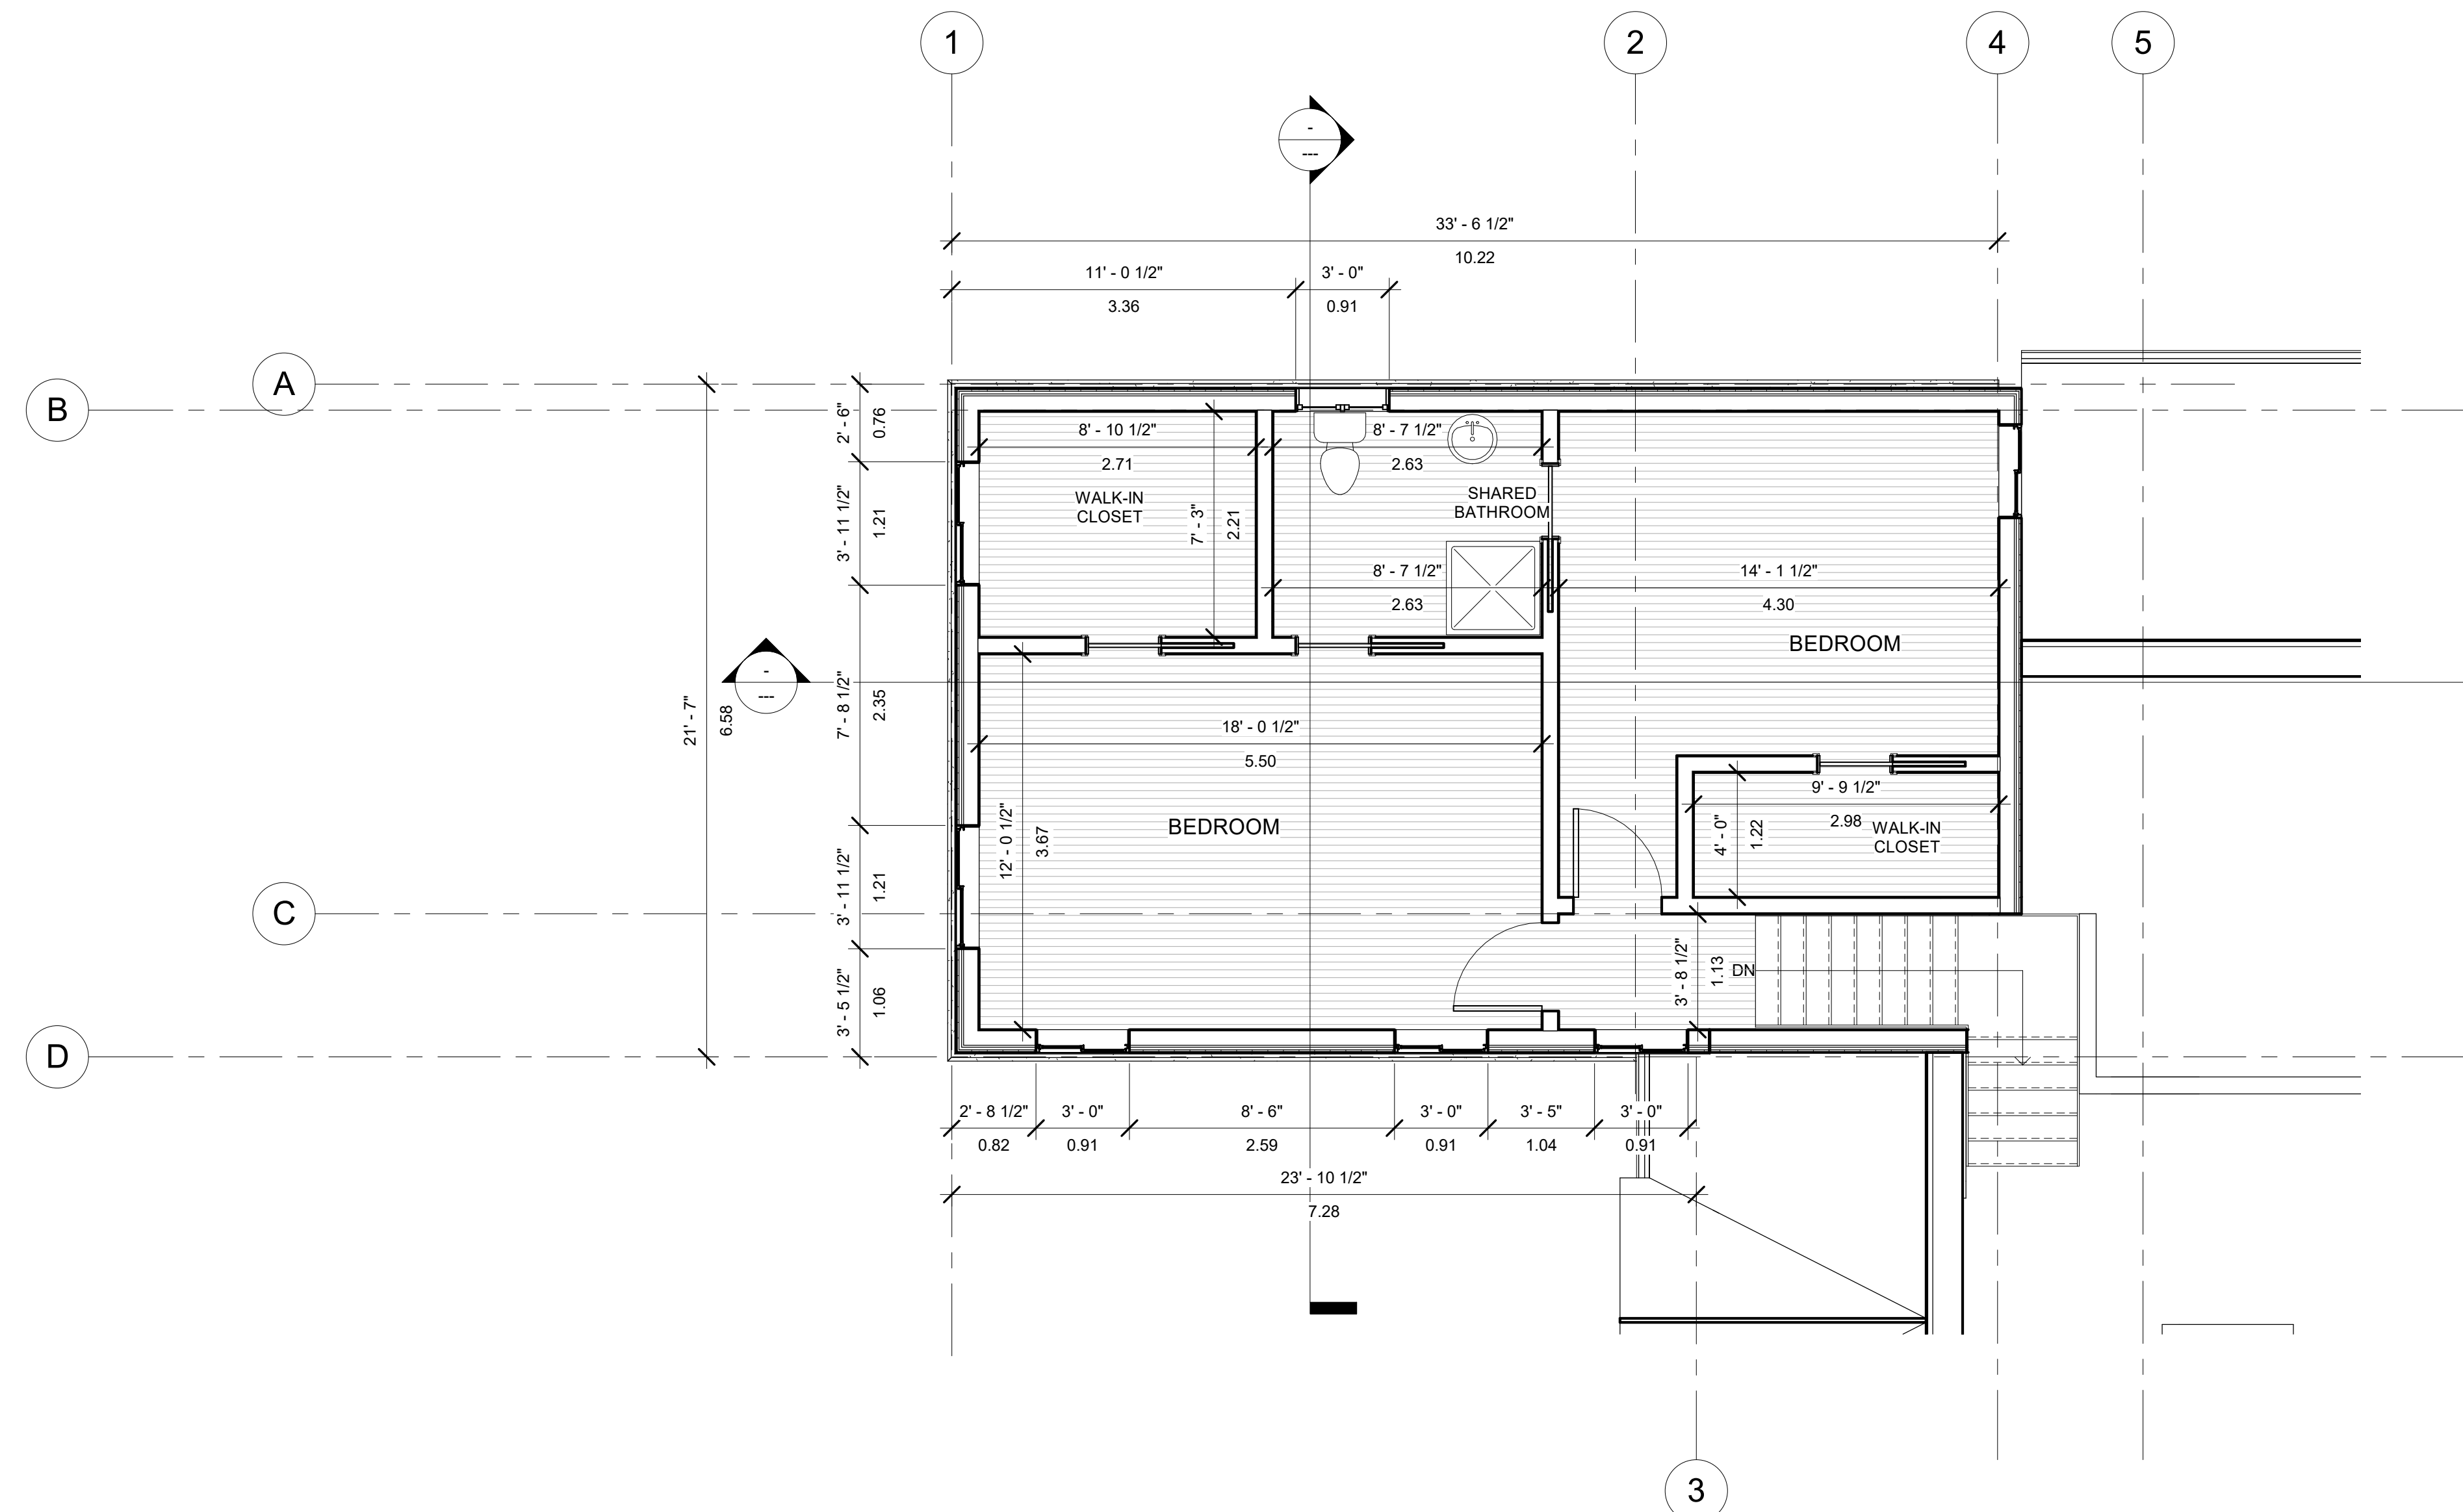 1
2
4
5
-
---
33' - 6 1/2"
10.22
11' - 0 1/2"
3' - 0"
3.36
0.91
A
B
2' - 6"
0.76
8' - 10 1/2"
2.71
8' - 7 1/2"
2.63
WALK-IN
CLOSET
SHARED
BATHROOM
3' - 11 1/2"
1.21
7' - 3"
2.21
8' - 7 1/2"
2.63
14' - 1 1/2"
4.30
BEDROOM
-
---
21' - 7"
6.58
7' - 8 1/2"
2.35
18' - 0 1/2"
5.50
9' - 9 1/2"
2.98
4' - 0"
1.22
WALK-IN
CLOSET
BEDROOM
12' - 0 1/2"
3.67
3' - 11 1/2"
1.21
C
3' - 8 1/2"
1.13
DN
3' - 5 1/2"
1.06
D
2' - 8 1/2"
3' - 0"
8' - 6"
3' - 0"
3' - 5"
3' - 0"
0.82
0.91
2.59
0.91
1.04
0.91
23' - 10 1/2"
7.28
3